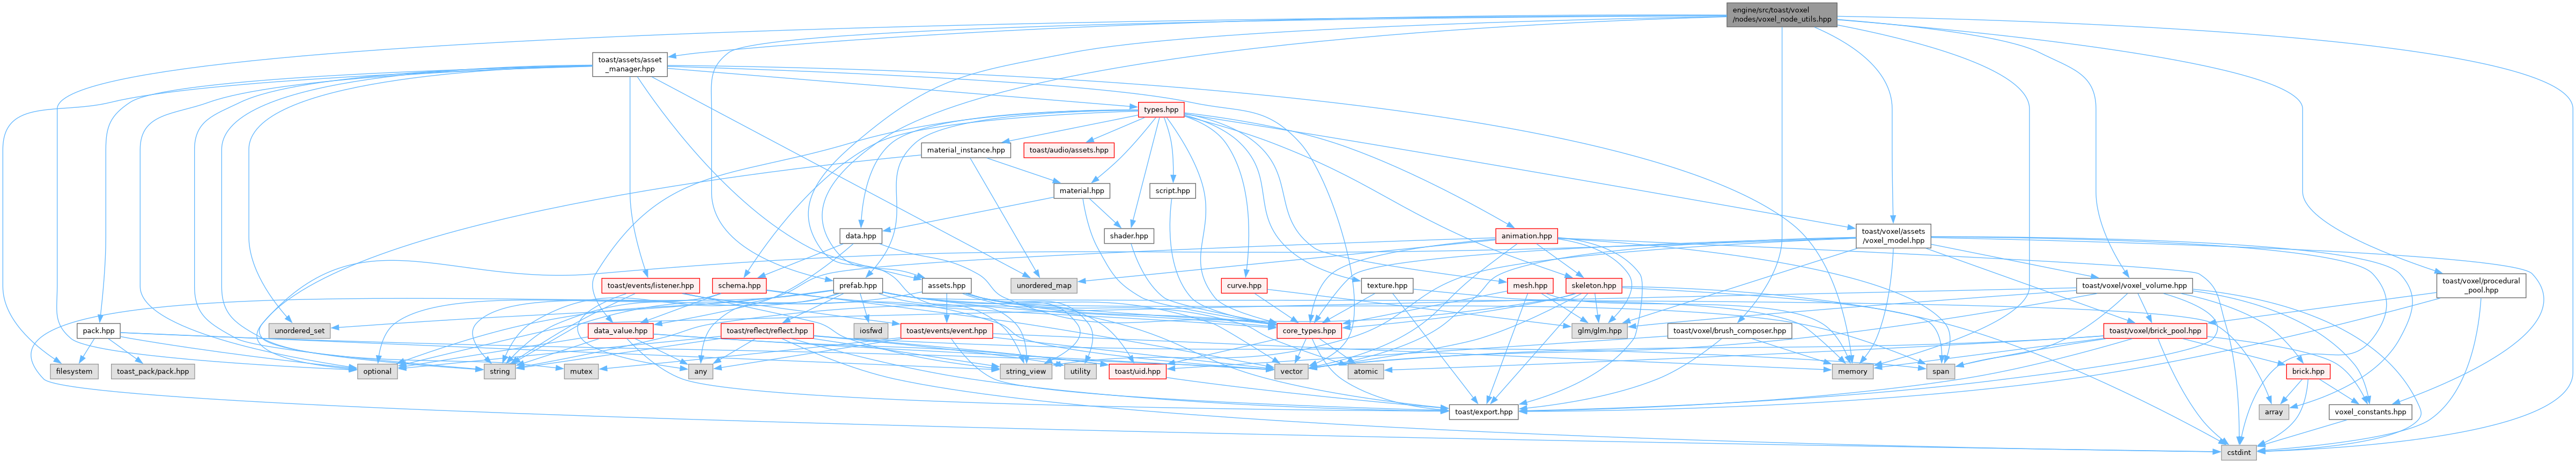 engine/src/toast/voxel
/nodes/voxel_node_utils.hpp
toast/assets/asset
_manager.hpp
types.hpp
material_instance.hpp
toast/audio/assets.hpp
material.hpp
script.hpp
data.hpp
shader.hpp
animation.hpp
toast/voxel/assets
/voxel_model.hpp
toast/events/listener.hpp
schema.hpp
prefab.hpp
assets.hpp
unordered_map
curve.hpp
texture.hpp
mesh.hpp
skeleton.hpp
toast/voxel/voxel_volume.hpp
toast/voxel/procedural
_pool.hpp
pack.hpp
unordered_set
data_value.hpp
toast/reflect/reflect.hpp
iosfwd
toast/events/event.hpp
core_types.hpp
glm/glm.hpp
toast/voxel/brush_composer.hpp
toast/voxel/brick_pool.hpp
filesystem
toast_pack/pack.hpp
optional
string
mutex
any
string_view
utility
toast/uid.hpp
vector
atomic
memory
span
brick.hpp
toast/export.hpp
array
voxel_constants.hpp
cstdint